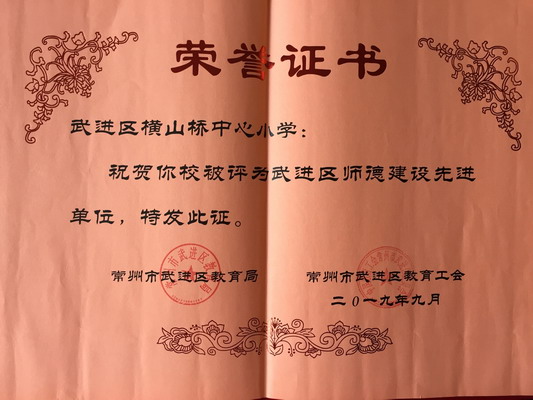 荣誉证书
武进区横山桥中心小学：
祝贺你校被评为武进区师德建设先进
单位，特发此证。
常州市武进区教育局 常州市武进区教育工会
二〇一九年九月